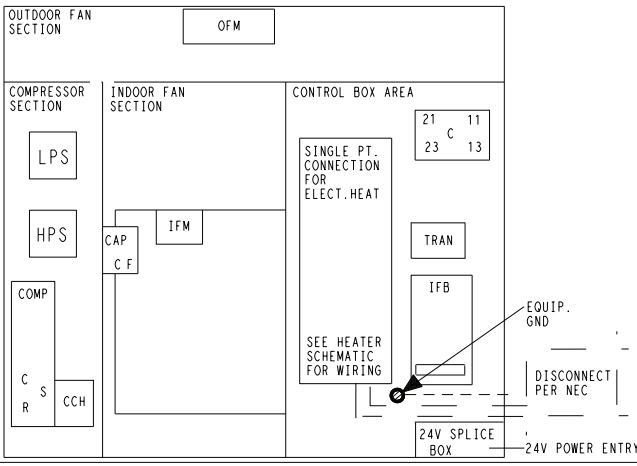 OUTDOOR FAN
SECTION
OFM
COMPRESSOR
SECTION
INDOOR FAN
SECTION
CONTROL BOX AREA
LPS
HPS
COMP
C
S
R
CCH
CAP
C F
IFM
SINGLE PT.
CONNECTION
FOR
ELECT.HEAT
SEE HEATER
SCHEMATIC
FOR WIRING
21 11
C
23 13
TRAN
IFB
EQUIP.
GND
DISCONNECT
PER NEC
24V SPLICE
BOX
24V POWER ENTRY